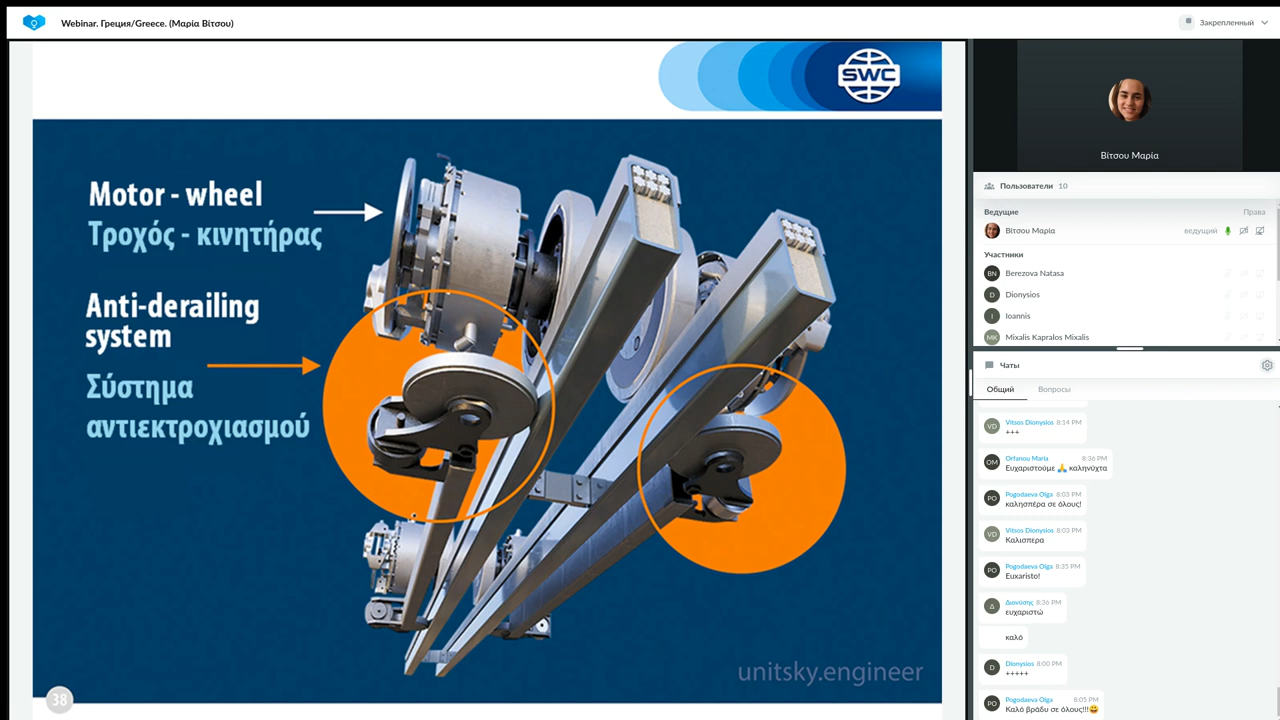 Webinar. Греция/Greece. (Μαρία Βίτσου)
Закрепленный
SWC
Motor - wheel
Τροχός - κινητήρας
Anti-derailing
system
Σύστημα
αντιεκτροχιασμού
unitsky.engineer
38
Βίτσου Μαρία
Пользователи 10
Ведущие Права
Βίτσου Μαρία ведущий
Участники
BN Berezova Natasa
D Dionysios
I Ioannis
MK Mixalis Kapralos Mixalis
Чаты
Общий Вопросы
VD Vitsos Dionysios 8:14 PM
+++
OM Orfanou Maria 8:36 PM
Ευχαριστούμε 🙏 καληνύχτα
PO Pogodaeva Olga 8:03 PM
καλησπέρα σε όλους!
VD Vitsos Dionysios 8:03 PM
Καλισπερα
PO Pogodaeva Olga 8:35 PM
Euxaristo!
Δ Διονύσης 8:36 PM
ευχαριστώ
καλό
D Dionysios 8:00 PM
+++++
PO Pogodaeva Olga 8:05 PM
Καλό βράδυ σε όλους!!!😃